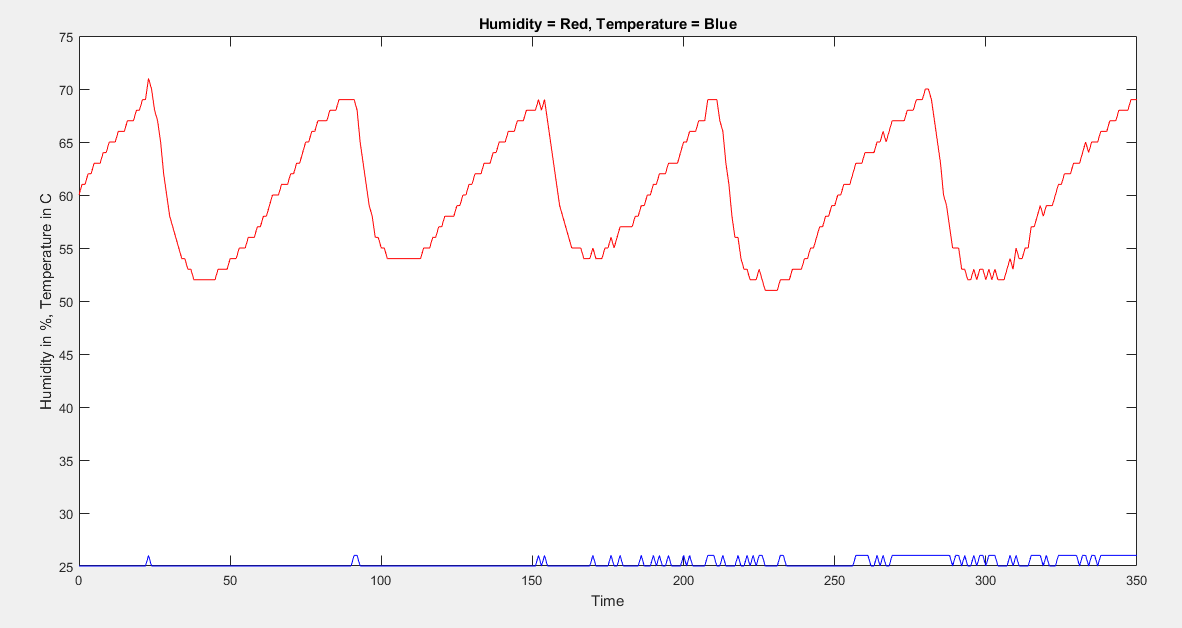 Humidity = Red, Temperature = Blue
75
70
65
60
55
50
45
40
35
30
25
Humidity in %, Temperature in C
0 50 100 150 200 250 300 350
Time